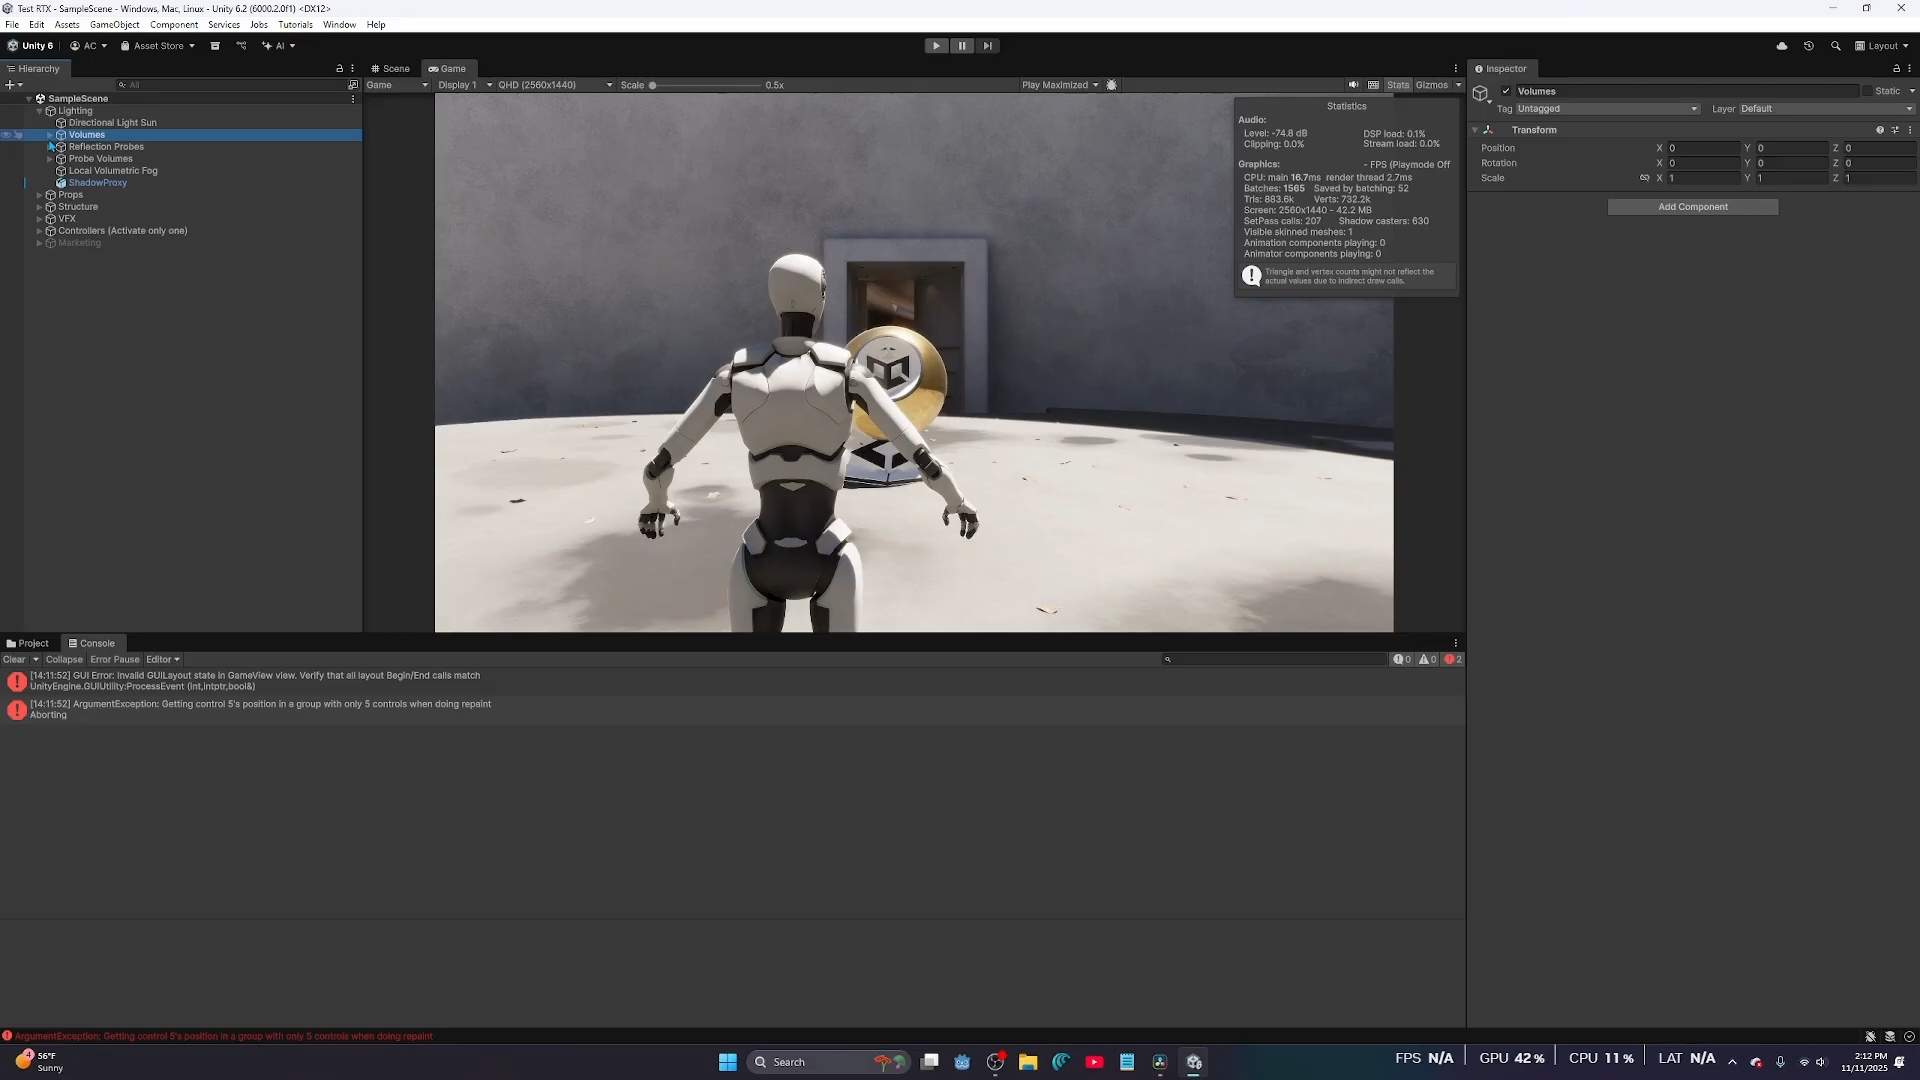 Test RTX - SampleScene - Windows, Mac, Linux - Unity 6.2 (6000.2.0f1) <DX12>
File Edit Assets GameObject Component Services Jobs Tutorials Window Help
Unity 6 AC Asset Store AI Layout
Hierarchy
All
SampleScene
Lighting
Directional Light Sun
Volumes
Reflection Probes
Probe Volumes
Local Volumetric Fog
ShadowProxy
Props
Structure
VFX
Controllers (Activate only one)
Marketing
Scene Game
Game Display 1 QHD (2560x1440) Scale 0.5x Play Maximized Stats Gizmos
Statistics
Audio:
Level: -74.8 dB DSP load: 0.1%
Clipping: 0.0% Stream load: 0.0%
Graphics: - FPS (Playmode Off
CPU: main 16.7ms render thread 2.7ms
Batches: 1565 Saved by batching: 52
Tris: 883.6k Verts: 732.2k
Screen: 2560x1440 - 42.2 MB
SetPass calls: 207 Shadow casters: 630
Visible skinned meshes: 1
Animation components playing: 0
Animator components playing: 0
Triangle and vertex counts might not reflect the
actual values due to indirect draw calls.
Inspector
Volumes Static
Tag Untagged Layer Default
Transform
Position X 0 Y 0 Z 0
Rotation X 0 Y 0 Z 0
Scale X 1 Y 1 Z 1
Add Component
Project Console
Clear Collapse Error Pause Editor 0 0 2
[14:11:52] GUI Error: Invalid GUILayout state in GameView view. Verify that all layout Begin/End calls match
UnityEngine.GUIUtility:ProcessEvent (int,intptr,bool&)
[14:11:52] ArgumentException: Getting control 5's position in a group with only 5 controls when doing repaint
Aborting
ArgumentException: Getting control 5's position in a group with only 5 controls when doing repaint
4
56°F
Sunny
Search
FPS N/A GPU 42% CPU 11% LAT N/A
2:12 PM
11/11/2025